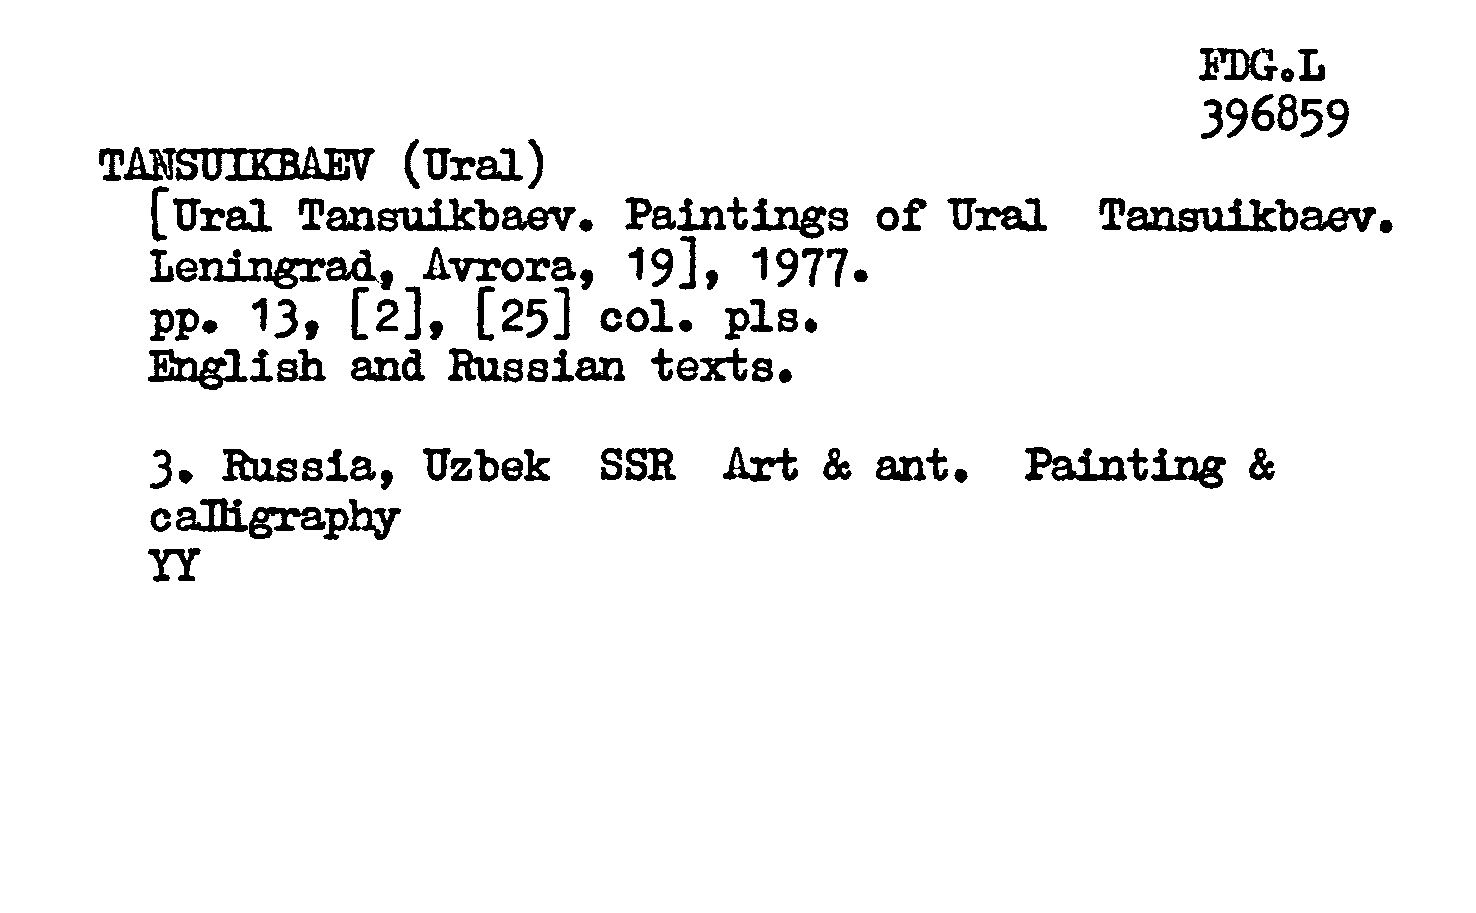 FDG.L
396859
TANSUIKBAEV (Ural)
[Ural Tansuikbaev. Paintings of Ural Tansuikbaev.
Leningrad, Avrora, 19], 1977.
pp. 13, [2], [25] col. pls.
English and Russian texts.
3. Russia, Uzbek SSR Art & ant. Painting &
calligraphy
YY